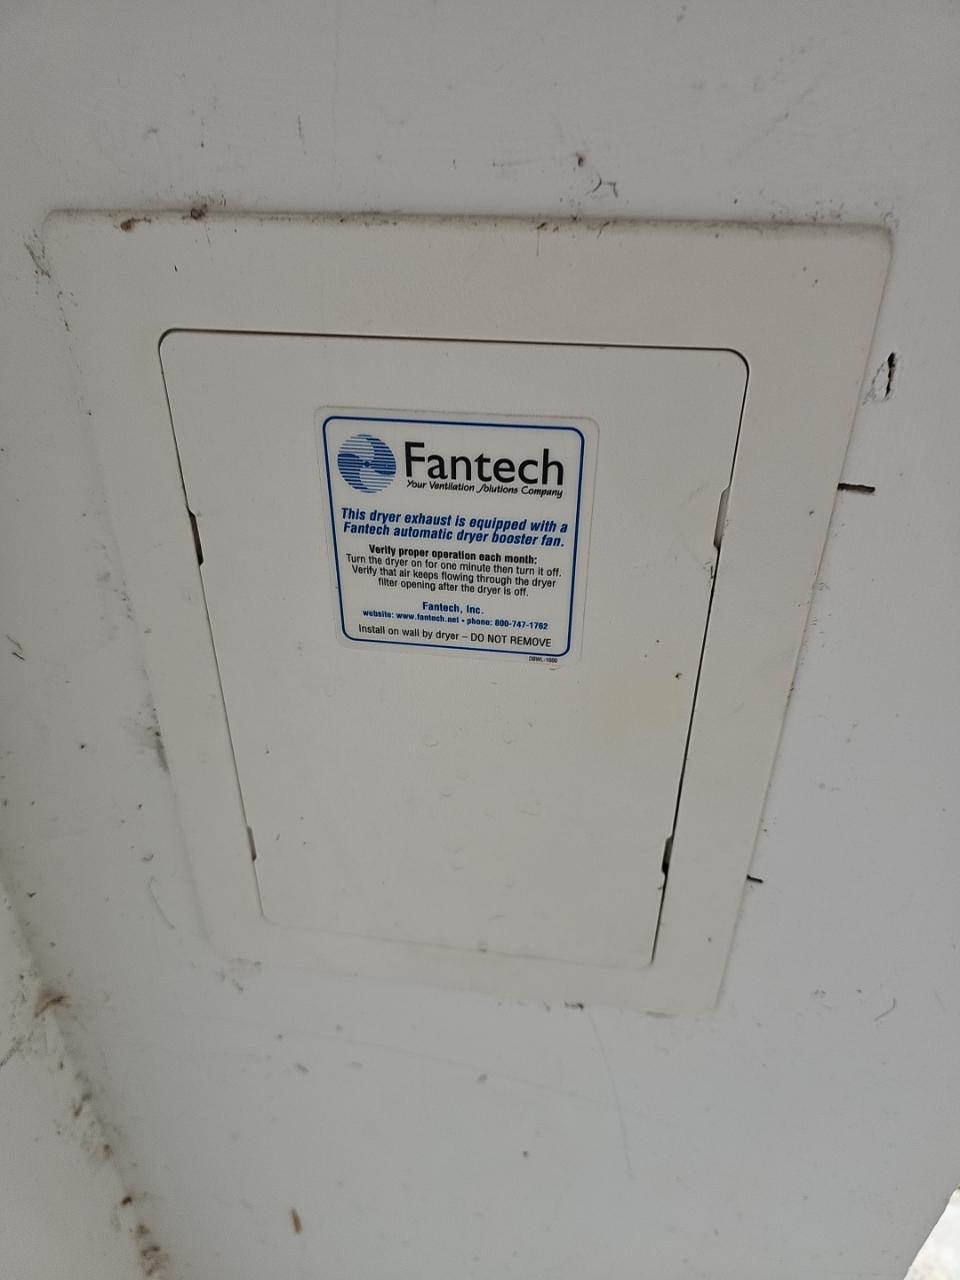 Fantech
Your Ventilation Solutions Company
This dryer exhaust is equipped with a
Fantech automatic dryer booster fan.
Verify proper operation each month:
Turn the dryer on for one minute then turn it off.
Verify that air keeps flowing through the dryer
filter opening after the dryer is off.
Fantech, Inc.
website: www.fantech.net • phone: 800-747-1762
Install on wall by dryer – DO NOT REMOVE
DBWL-1000